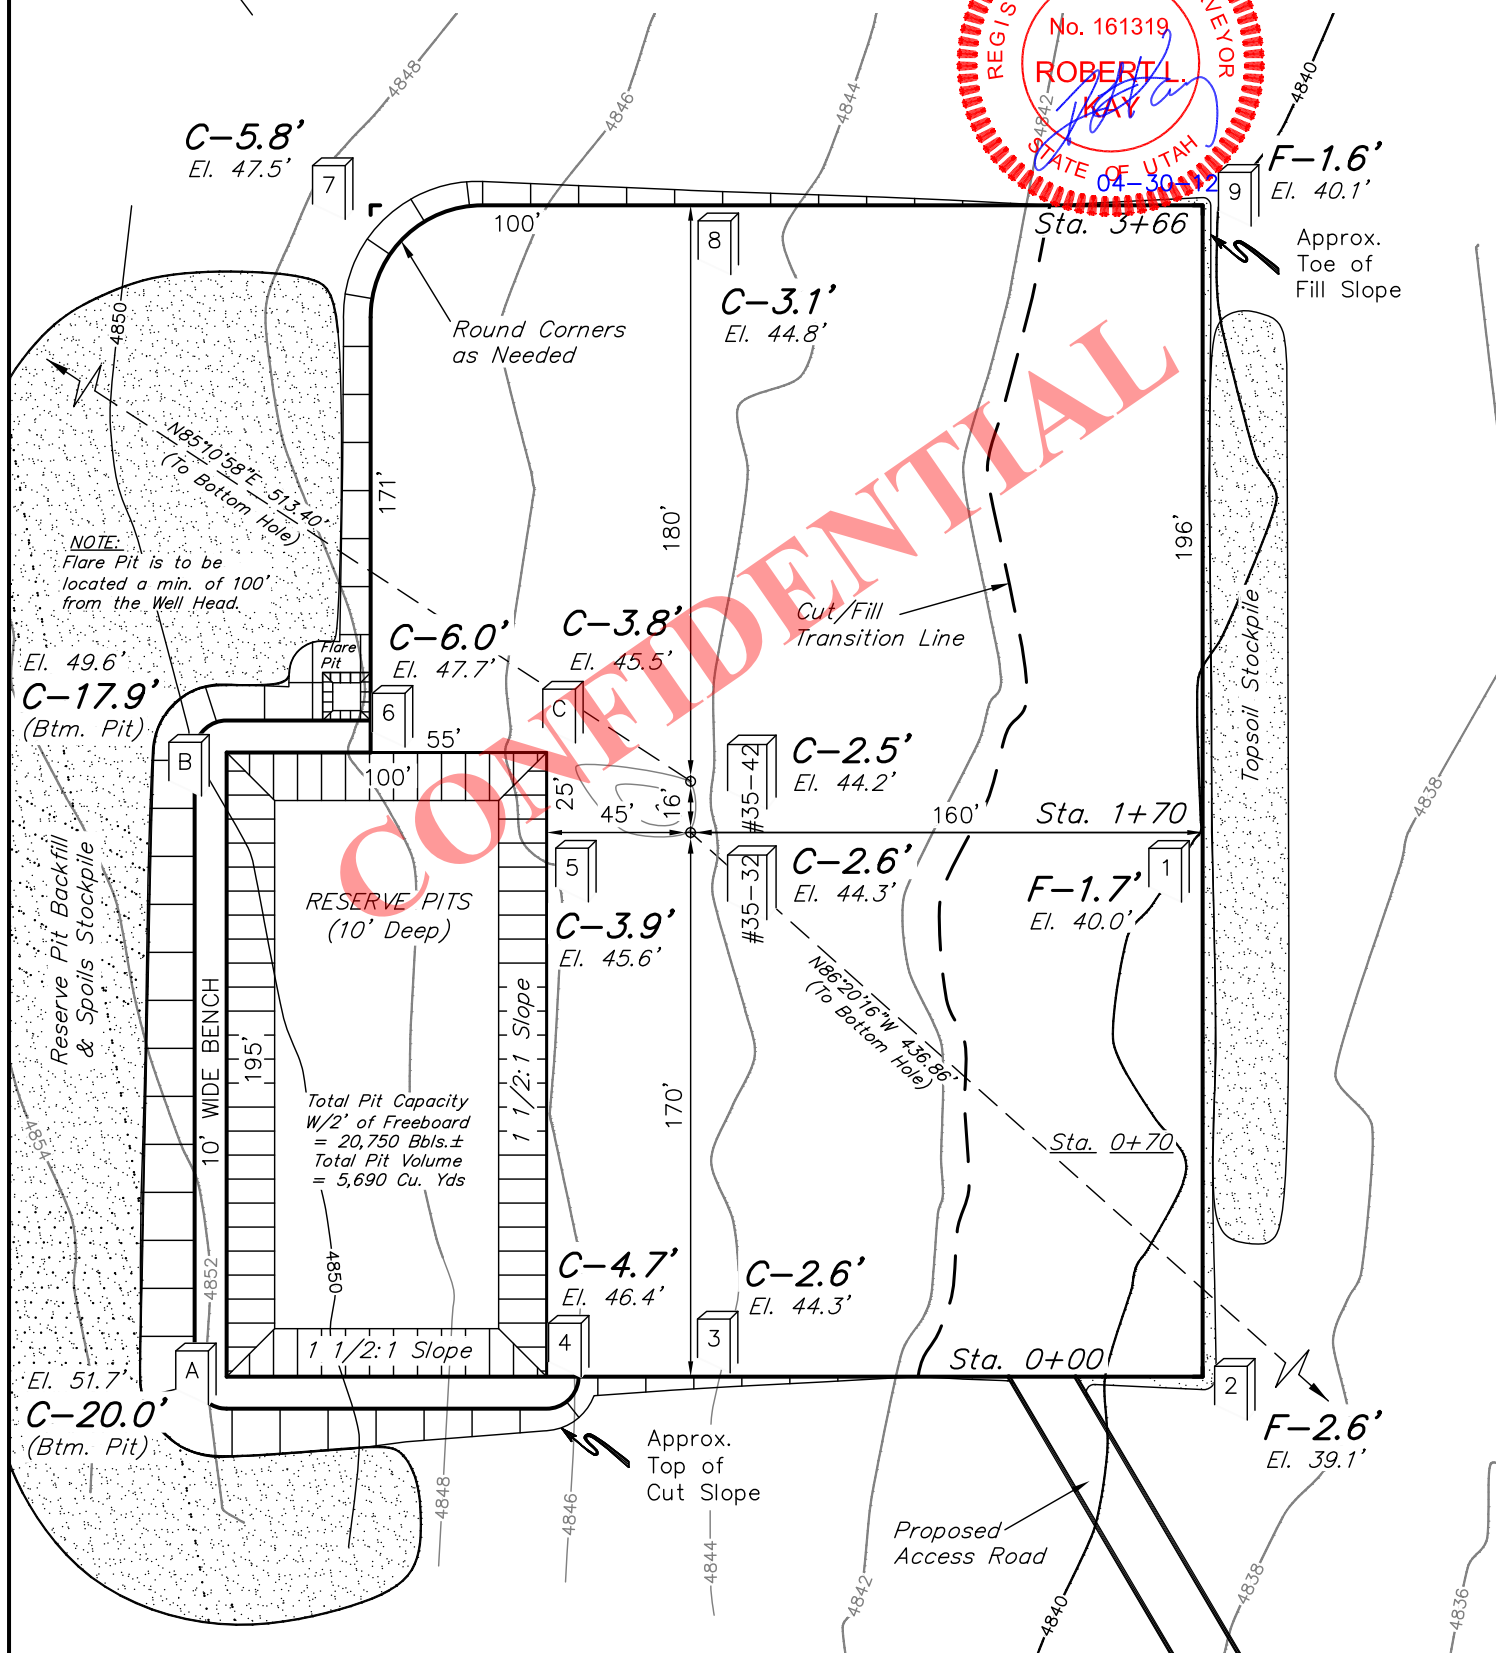 REGIS
VEYOR
No. 161319
ROBERT L.
KAY
STATE OF UTAH
04-30-12
4848
4846
4844
4842
4840
C-5.8'
El. 47.5'
7
9
F-1.6'
El. 40.1'
100'
8
Sta. 3+66
Approx.
Toe of
Fill Slope
C-3.1'
El. 44.8'
Round Corners
as Needed
4850
N85°10'58"E 513.40'
(To Bottom Hole)
171'
180'
196'
CONFIDENTIAL
NOTE:
Flare Pit is to be
located a min. of 100'
from the Well Head.
Cut/Fill
Transition Line
Topsoil Stockpile
El. 49.6'
C-17.9'
(Btm. Pit)
Flare
Pit
C-6.0'
El. 47.7'
C-3.8'
El. 45.5'
6
C
B
55'
100'
25'
45'
16'
#35-42
C-2.5'
El. 44.2'
160'
Sta. 1+70
4838
5
#35-32
C-2.6'
El. 44.3'
1
F-1.7'
El. 40.0'
RESERVE PITS
(10' Deep)
C-3.9'
El. 45.6'
Reserve Pit Backfill
& Spoils Stockpile
10' WIDE BENCH
195'
1 1/2:1 Slope
N86°20'16"W 436.86'
(To Bottom Hole)
Total Pit Capacity
W/2' of Freeboard
= 20,750 Bbls.±
Total Pit Volume
= 5,690 Cu. Yds
170'
Sta. 0+70
4854
4852
4850
C-4.7'
El. 46.4'
C-2.6'
El. 44.3'
4
3
1 1/2:1 Slope
Sta. 0+00
A
2
El. 51.7'
C-20.0'
(Btm. Pit)
F-2.6'
El. 39.1'
Approx.
Top of
Cut Slope
Proposed
Access Road
4848
4846
4844
4842
4840
4838
4836